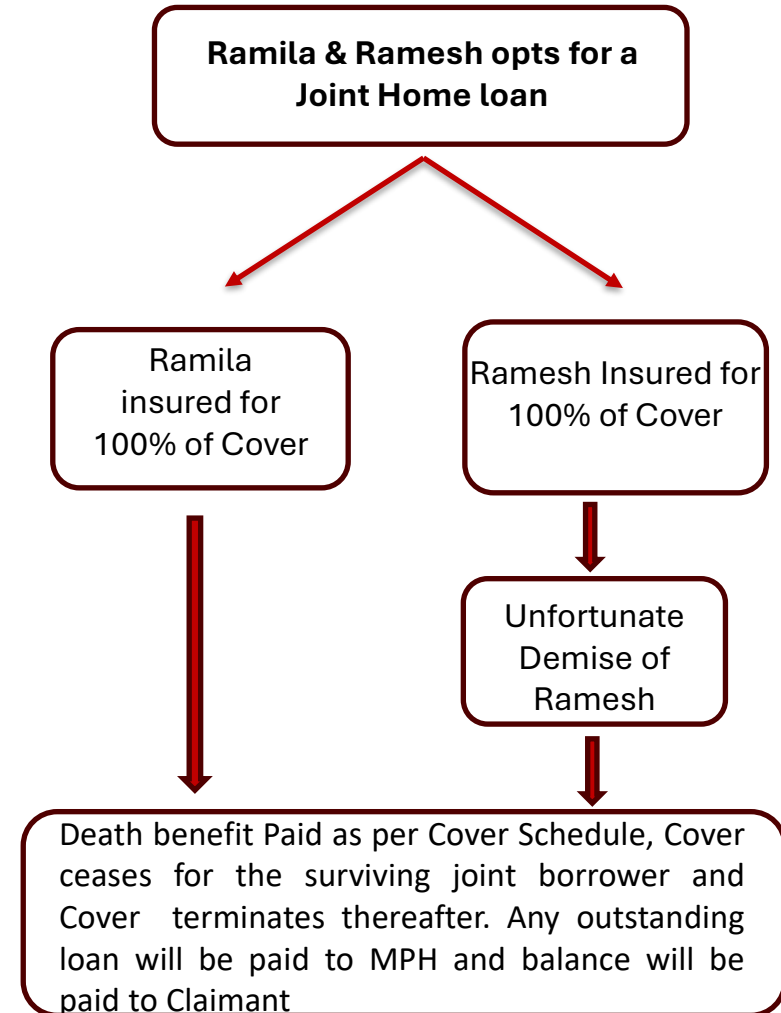 Ramila & Ramesh opts for a
Joint Home loan
Ramila
insured for
100% of Cover
Ramesh Insured for
100% of Cover
Unfortunate
Demise of
Ramesh
Death benefit Paid as per Cover Schedule, Cover
ceases for the surviving joint borrower and
Cover terminates thereafter. Any outstanding
loan will be paid to MPH and balance will be
paid to Claimant